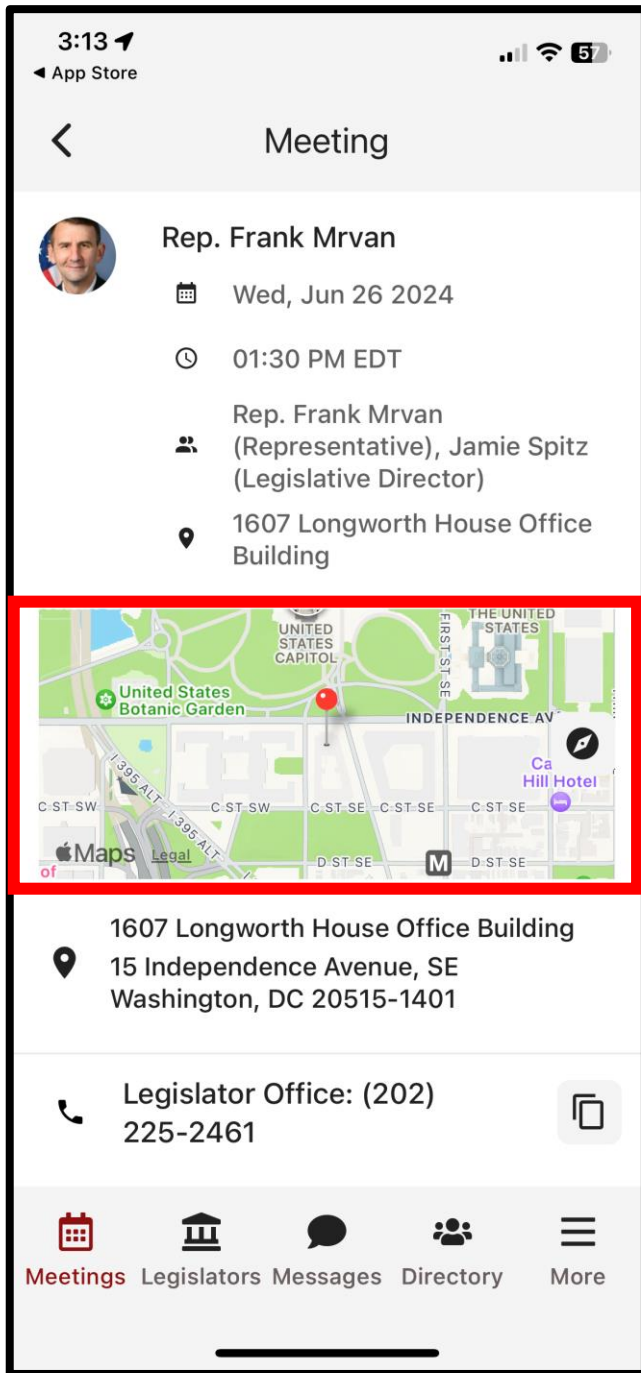 3:13
57
◀ App Store
Meeting
Rep. Frank Mrvan
Wed, Jun 26 2024
01:30 PM EDT
Rep. Frank Mrvan
(Representative), Jamie Spitz
(Legislative Director)
1607 Longworth House Office
Building
THE UNITED
STATES
UNITED
STATES
CAPITOL
FIRST ST SE
United States
Botanic Garden
INDEPENDENCE AV
Ca
Hill Hotel
I 395 ALT
I 395 ALT
C ST SW
C ST SW
C ST SE
C ST SE
C ST SE
Maps
Legal
D ST SE
M
D ST SE
of
1607 Longworth House Office Building
15 Independence Avenue, SE
Washington, DC 20515-1401
Legislator Office: (202)
225-2461
Meetings
Legislators
Messages
Directory
More